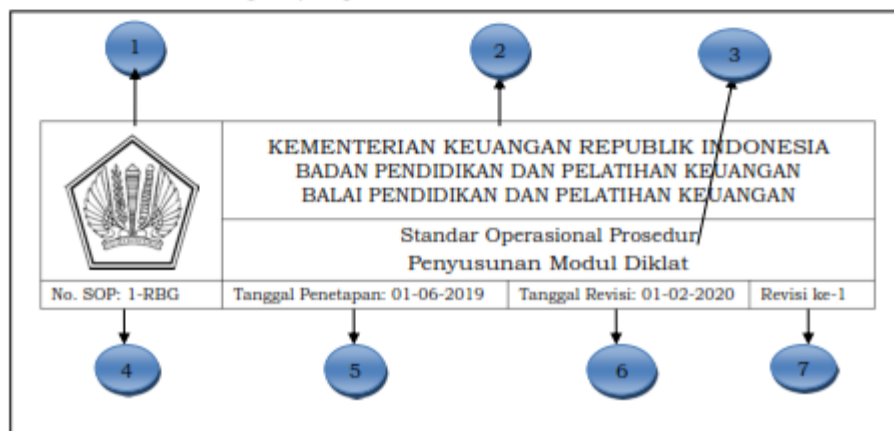 1
2
3
KEMENTERIAN KEUANGAN REPUBLIK INDONESIA
BADAN PENDIDIKAN DAN PELATIHAN KEUANGAN
BALAI PENDIDIKAN DAN PELATIHAN KEUANGAN
Standar Operasional Prosedur
Penyusunan Modul Diklat
No. SOP: 1-RBG
Tanggal Penetapan: 01-06-2019
Tanggal Revisi: 01-02-2020
Revisi ke-1
4
5
6
7